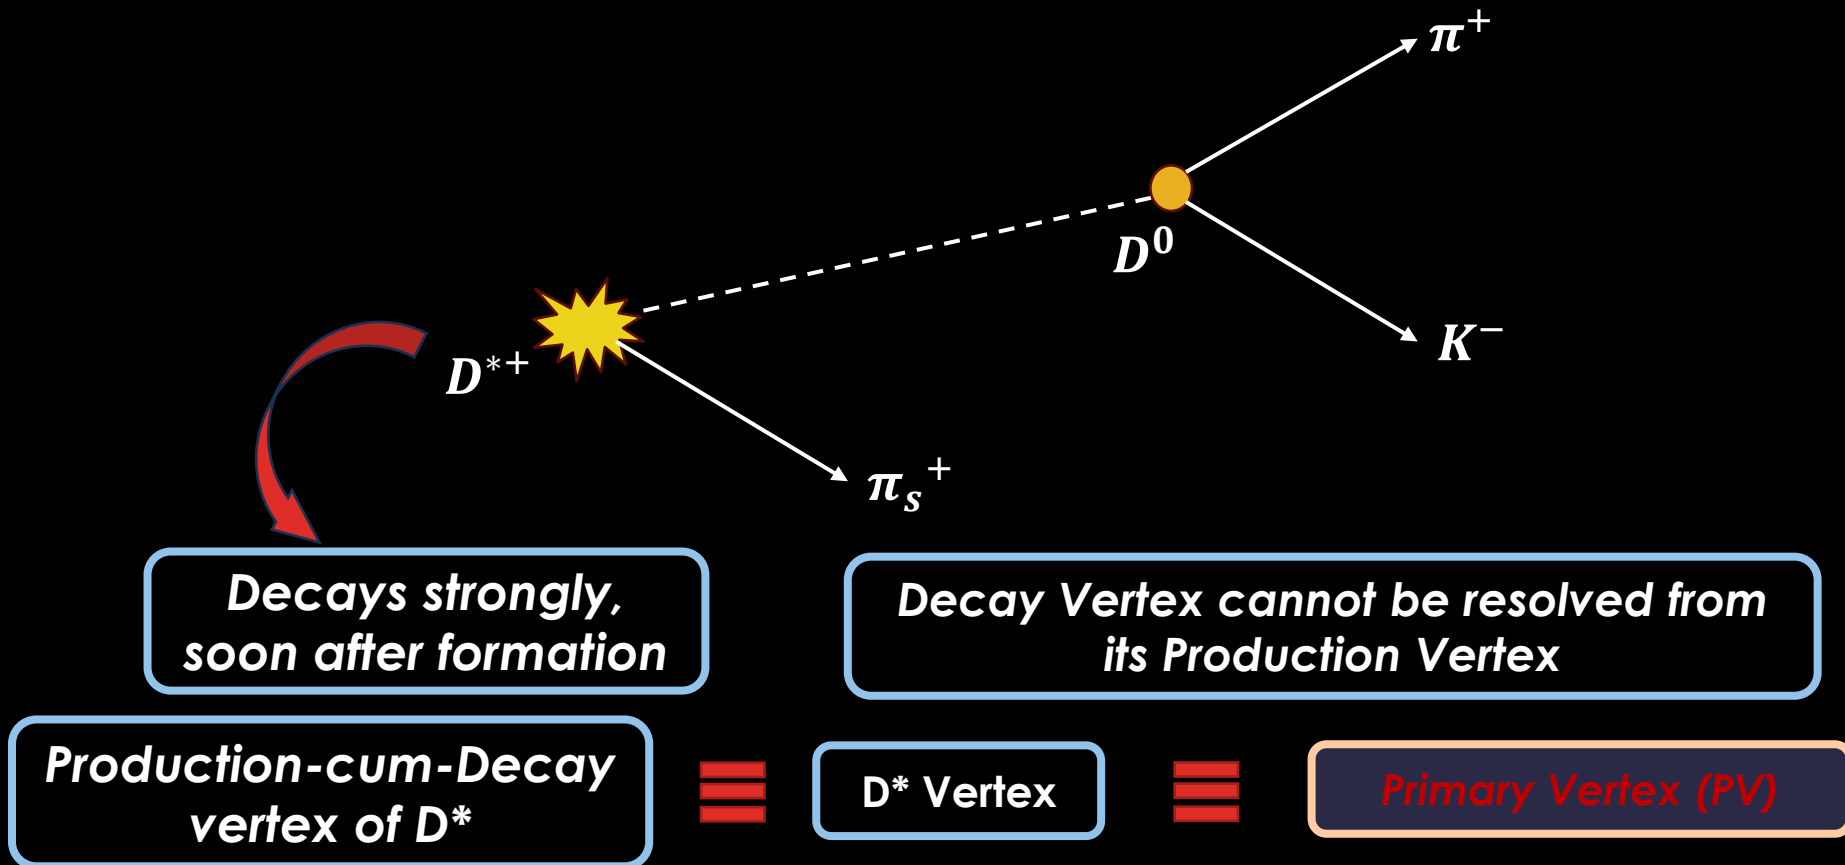 π⁺
D⁰
K⁻
D*⁺
πₛ⁺
Decays strongly,
soon after formation
Decay Vertex cannot be resolved from
its Production Vertex
Production-cum-Decay
vertex of D*
D* Vertex
Primary Vertex (PV)